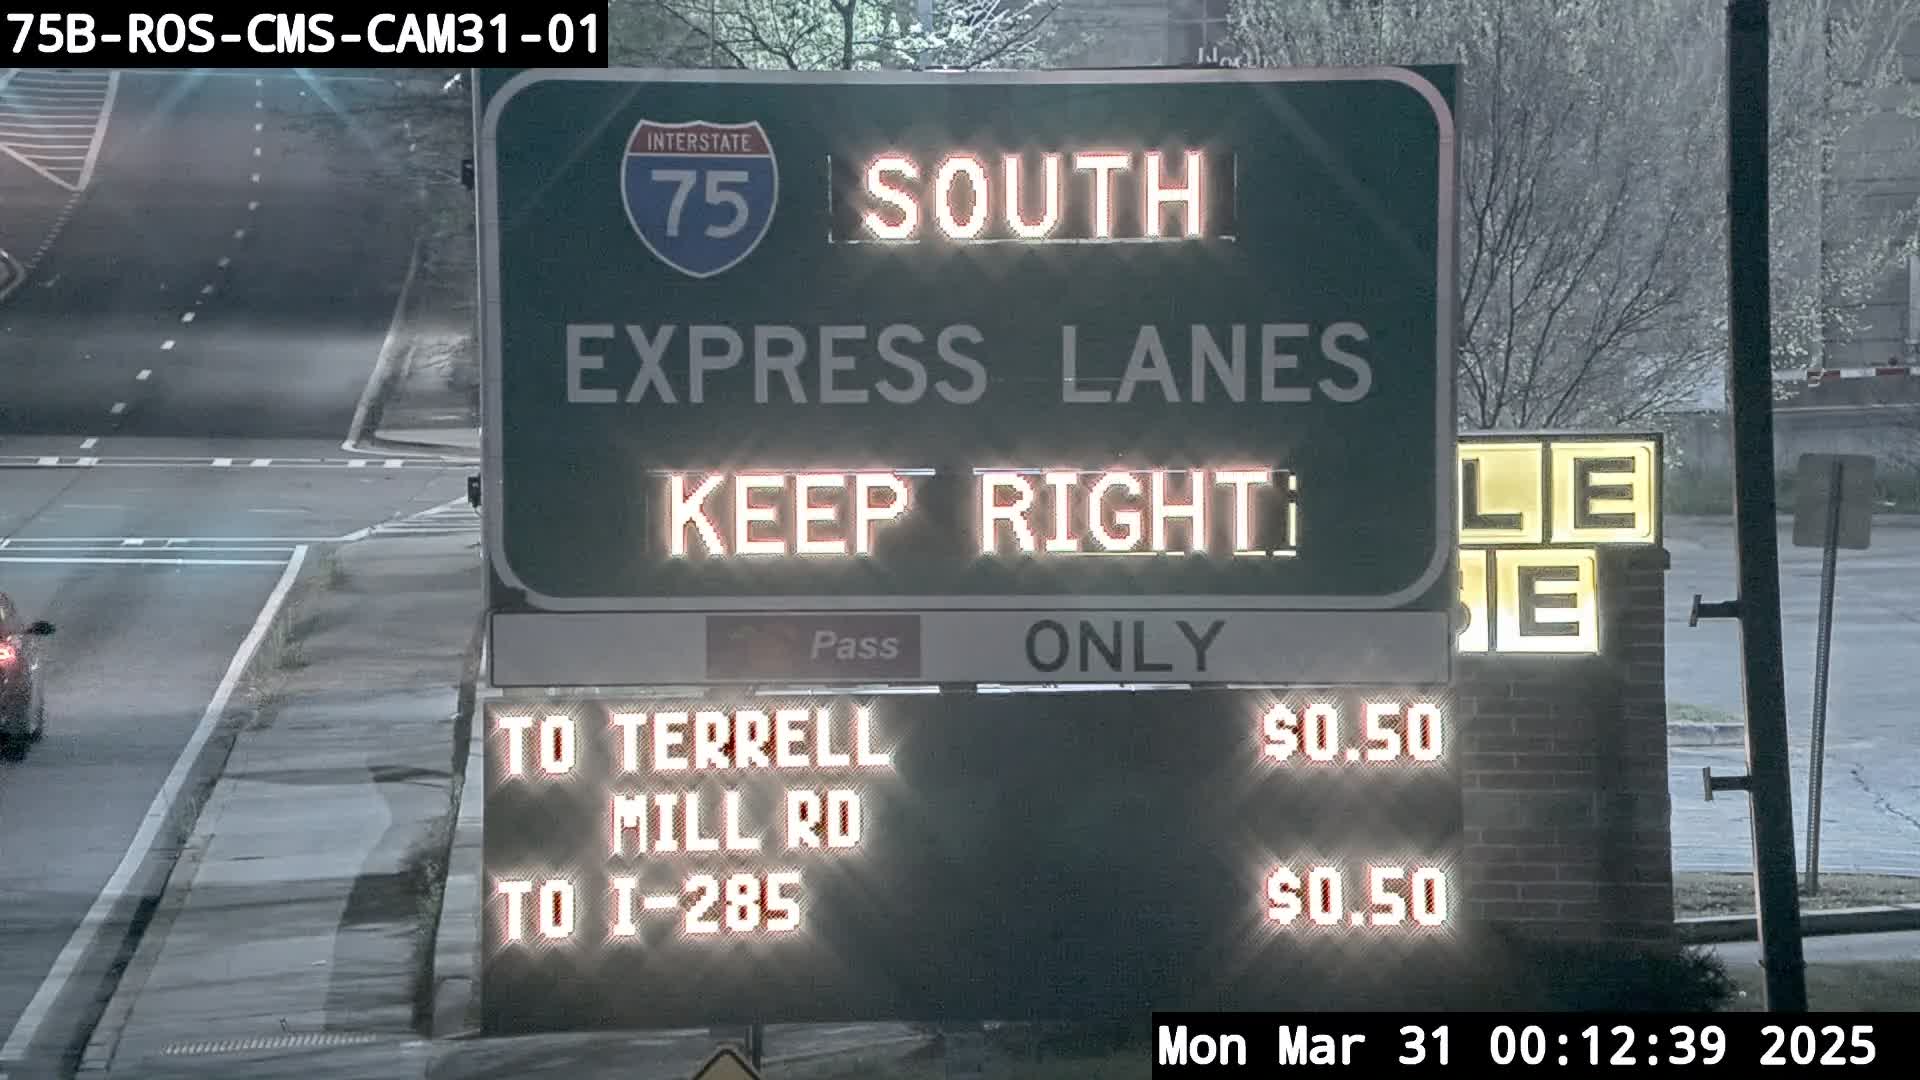 75B-ROS-CMS-CAM31-01
INTERSTATE
75
SOUTH
EXPRESS LANES
KEEP RIGHT
Pass ONLY
TO TERRELL $0.50
MILL RD
TO I-285 $0.50
LE
E
Mon Mar 31 00:12:39 2025